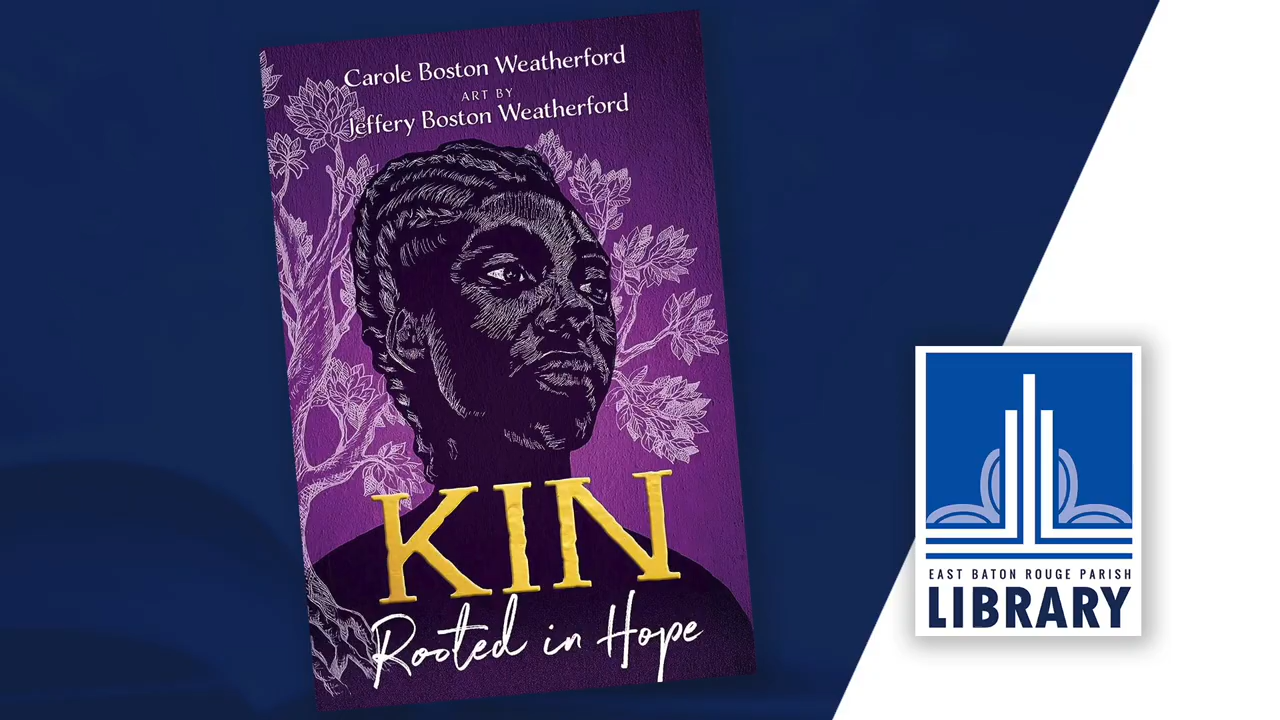 Carole Boston Weatherford
ART BY
Jeffery Boston Weatherford
KIN
Rooted in Hope
EAST BATON ROUGE PARISH
LIBRARY